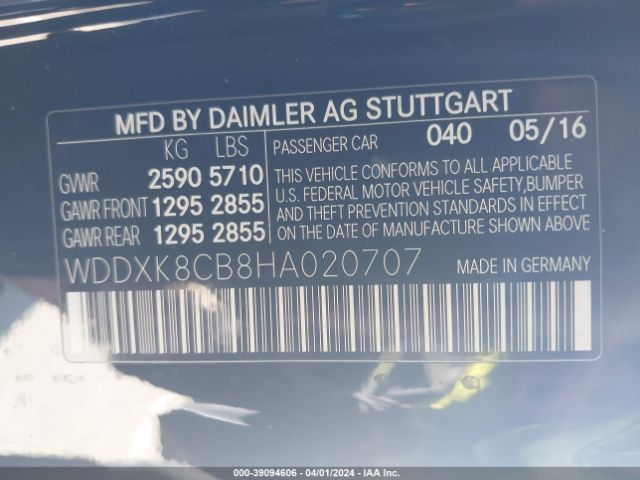 MFD BY DAIMLER AG STUTTGART
KG LBS PASSENGER CAR 040 05/16
GVWR 2590 5710
GAWR FRONT 1295 2855
GAWR REAR 1295 2855
THIS VEHICLE CONFORMS TO ALL APPLICABLE
U.S. FEDERAL MOTOR VEHICLE SAFETY,BUMPER
AND THEFT PREVENTION STANDARDS IN EFFECT
ON DATE OF MANUFACTURE SHOWN ABOVE.
WDDXK8CB8HA020707 MADE IN GERMANY
000-39094606 - 04/01/2024 - IAA Inc.